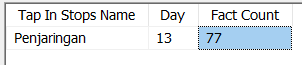 Tap In Stops Name Day Fact Count
Penjaringan 13 77